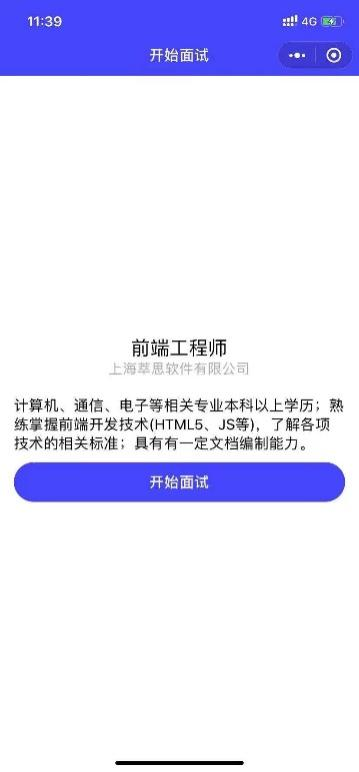 11:39
4G
开始面试
前端工程师
上海萃思软件有限公司
计算机、通信、电子等相关专业本科以上学历；熟
练掌握前端开发技术(HTML5、JS等)，了解各项
技术的相关标准；具有有一定文档编制能力。
开始面试